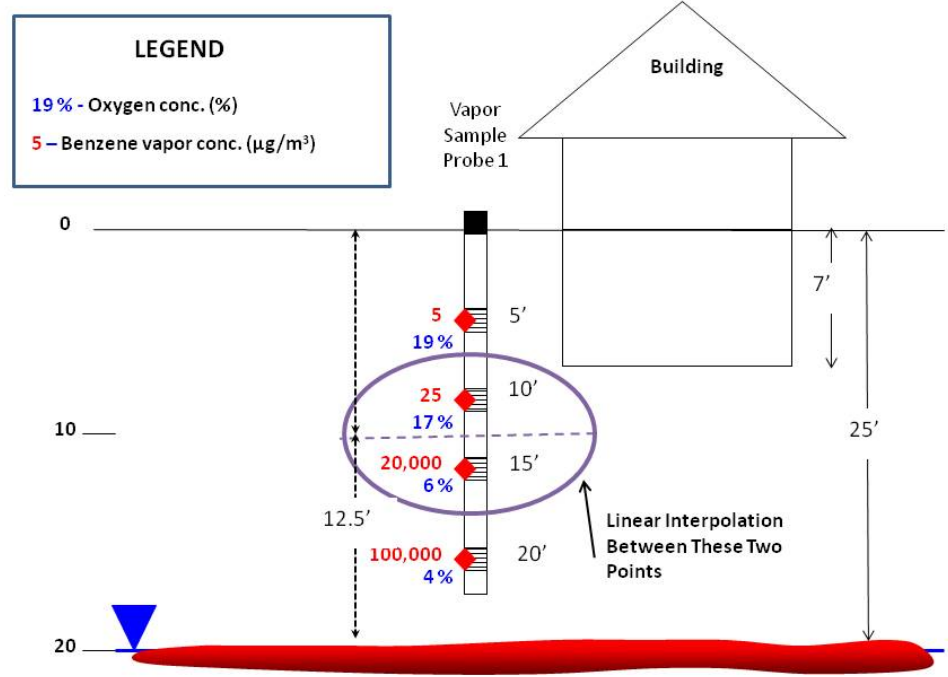 LEGEND
19 % - Oxygen conc. (%)
5 – Benzene vapor conc. (µg/m³)
Building
Vapor
Sample
Probe 1
0
7’
5
5’
19 %
25
10’
17 %
10
25’
20,000
15’
6 %
12.5’
Linear Interpolation
Between These Two
Points
100,000
20’
4 %
20